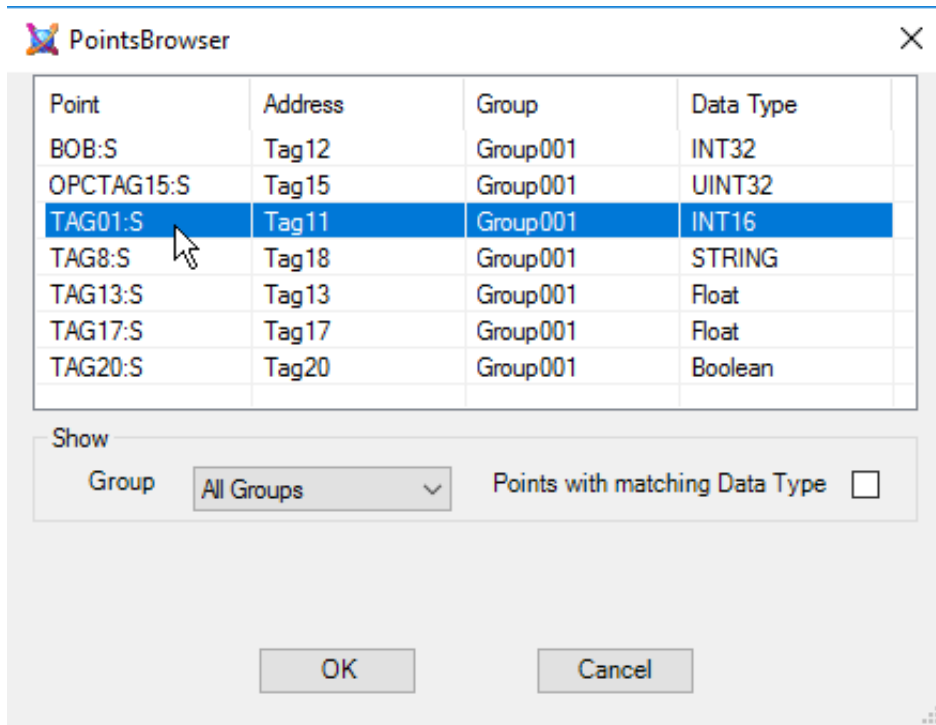 PointsBrowser
Point Address Group Data Type
BOB:S Tag12 Group001 INT32
OPCTAG15:S Tag15 Group001 UINT32
TAG01:S Tag11 Group001 INT16
TAG8:S Tag18 Group001 STRING
TAG13:S Tag13 Group001 Float
TAG17:S Tag17 Group001 Float
TAG20:S Tag20 Group001 Boolean
Show
Group All Groups Points with matching Data Type
OK Cancel